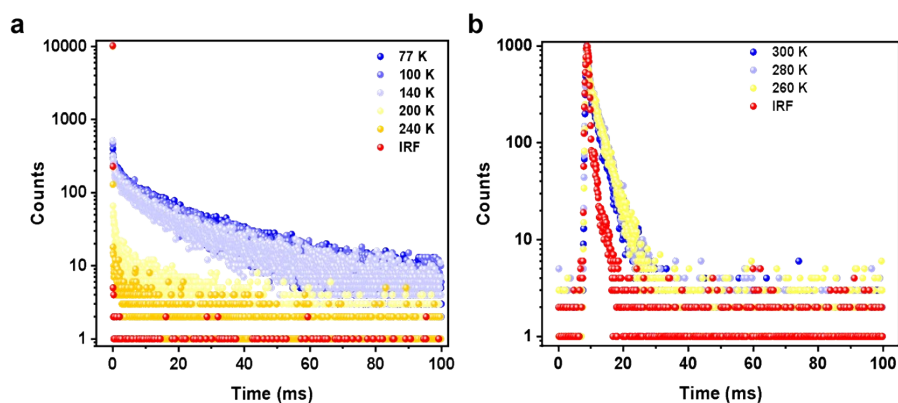 a
10000
1000
100
10
1
Counts
0 20 40 60 80 100
Time (ms)
77 K
100 K
140 K
200 K
240 K
IRF
b
1000
100
10
1
Counts
0 20 40 60 80 100
Time (ms)
300 K
280 K
260 K
IRF